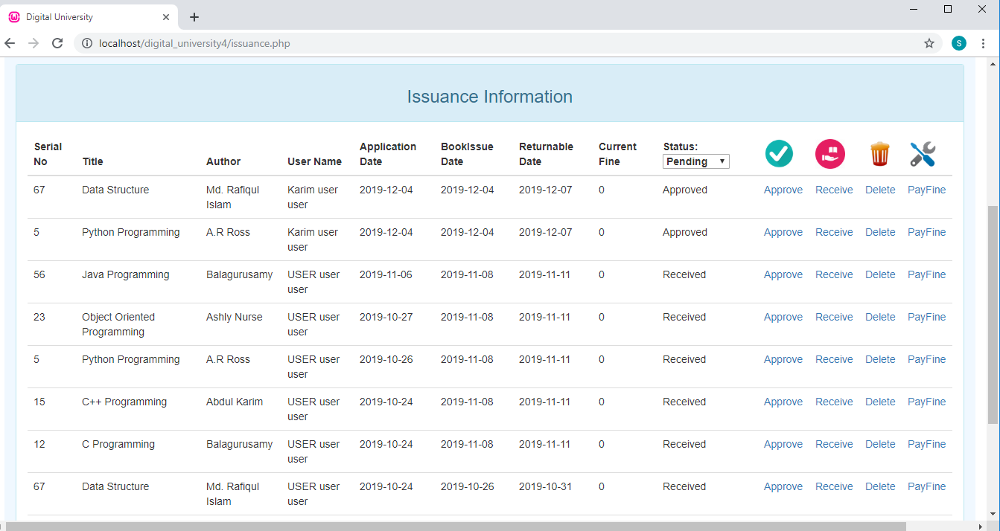 Digital University
localhost/digital_university4/issuance.php
S
Issuance Information
Serial No Title Author User Name Application Date BookIssue Date Returnable Date Current Fine Status: Pending
67 Data Structure Md. Rafiqul Islam Karim user user 2019-12-04 2019-12-04 2019-12-07 0 Approved Approve Receive Delete PayFine
5 Python Programming A.R Ross Karim user user 2019-12-04 2019-12-04 2019-12-07 0 Approved Approve Receive Delete PayFine
56 Java Programming Balagurusamy USER user user 2019-11-06 2019-11-08 2019-11-11 0 Received Approve Receive Delete PayFine
23 Object Oriented Programming Ashly Nurse USER user user 2019-10-27 2019-11-08 2019-11-11 0 Received Approve Receive Delete PayFine
5 Python Programming A.R Ross USER user user 2019-10-26 2019-11-08 2019-11-11 0 Received Approve Receive Delete PayFine
15 C++ Programming Abdul Karim USER user user 2019-10-24 2019-11-08 2019-11-11 0 Received Approve Receive Delete PayFine
12 C Programming Balagurusamy USER user user 2019-10-24 2019-11-08 2019-11-11 0 Received Approve Receive Delete PayFine
67 Data Structure Md. Rafiqul Islam USER user user 2019-10-24 2019-10-26 2019-10-31 0 Received Approve Receive Delete PayFine